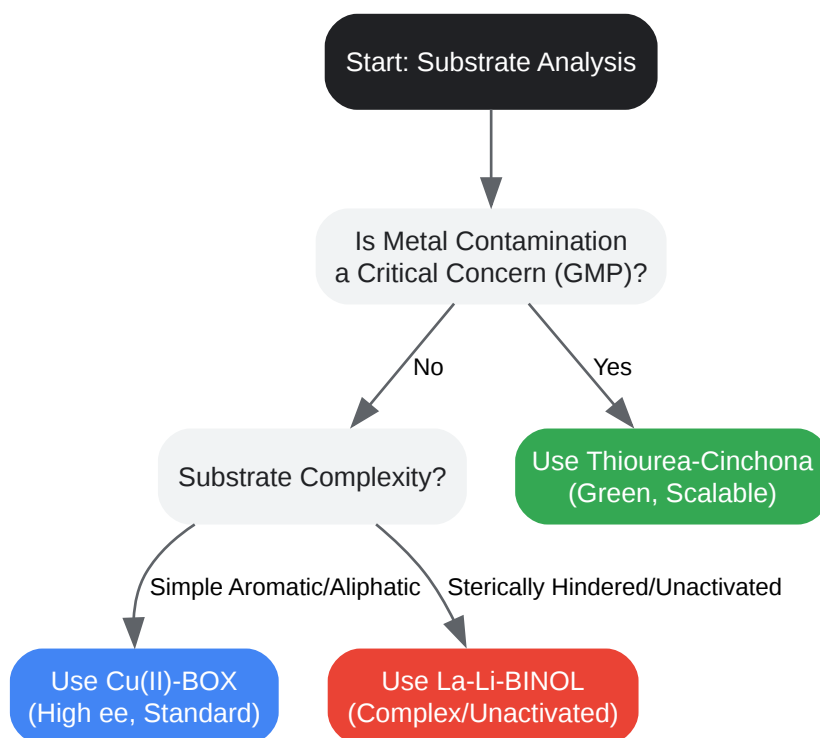 Start: Substrate Analysis
Is Metal Contamination
a Critical Concern (GMP)?
No
Yes
Substrate Complexity?
Use Thiourea-Cinchona
(Green, Scalable)
Simple Aromatic/Aliphatic
Sterically Hindered/Unactivated
Use Cu(II)-BOX
(High ee, Standard)
Use La-Li-BINOL
(Complex/Unactivated)